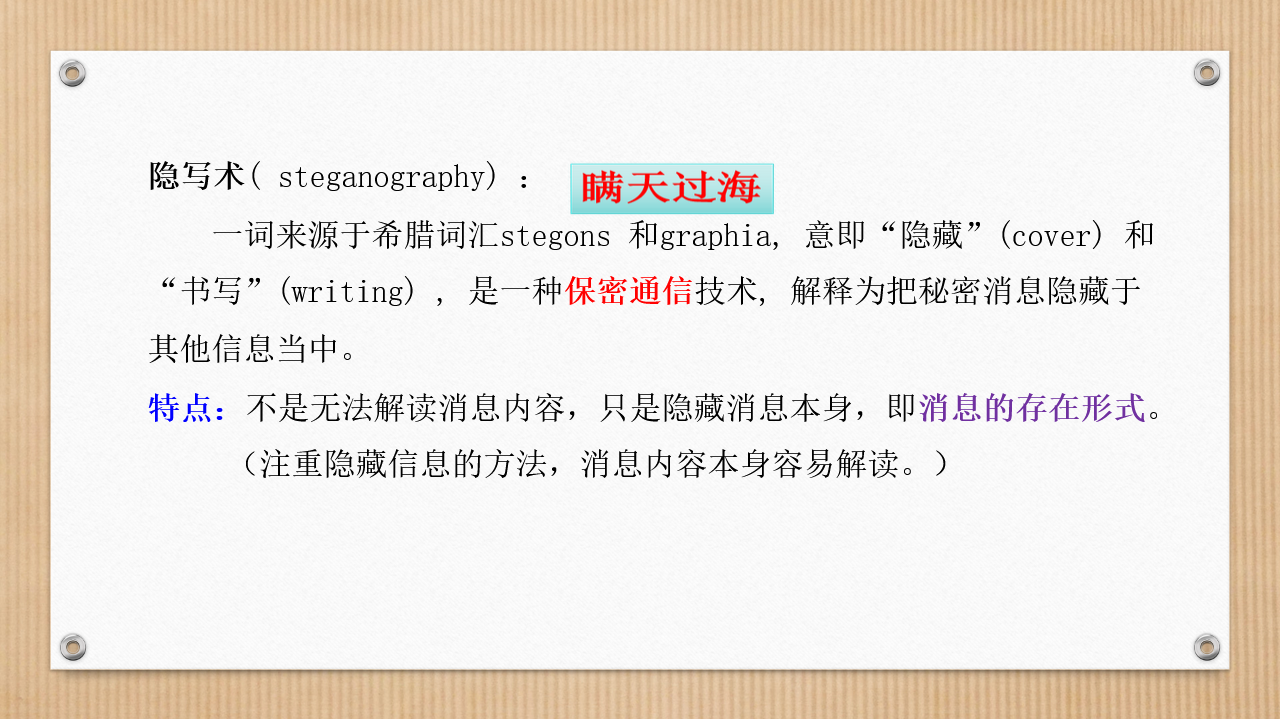 隐写术( steganography) : 瞒天过海
一词来源于希腊词汇stegons 和graphia, 意即“隐藏”(cover) 和
“书写”(writing) , 是一种保密通信技术, 解释为把秘密消息隐藏于
其他信息当中。
特点：不是无法解读消息内容，只是隐藏消息本身，即消息的存在形式。
（注重隐藏信息的方法，消息内容本身容易解读。）